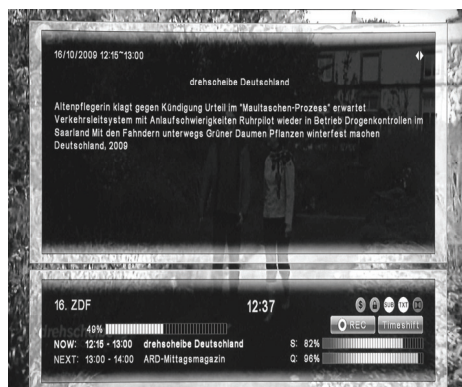 16/10/2009 12:15~13:00
drehscheibe Deutschland
Altenpflegerin klagt gegen Kündigung Urteil im "Maultaschen-Prozess" erwartet
Verkehrsleitsystem mit Anlaufschwierigkeiten Ruhrpilot wieder in Betrieb Drogenkontrollen im
Saarland Mit den Fahndern unterwegs Grüner Daumen Pflanzen winterfest machen
Deutschland, 2009
16. ZDF 12:37 $ SUB TXT
REC Timeshift
drehsch
49%
NOW: 12:15 - 13:00 drehscheibe Deutschland S: 82%
NEXT: 13:00 - 14:00 ARD-Mittagsmagazin Q: 96%